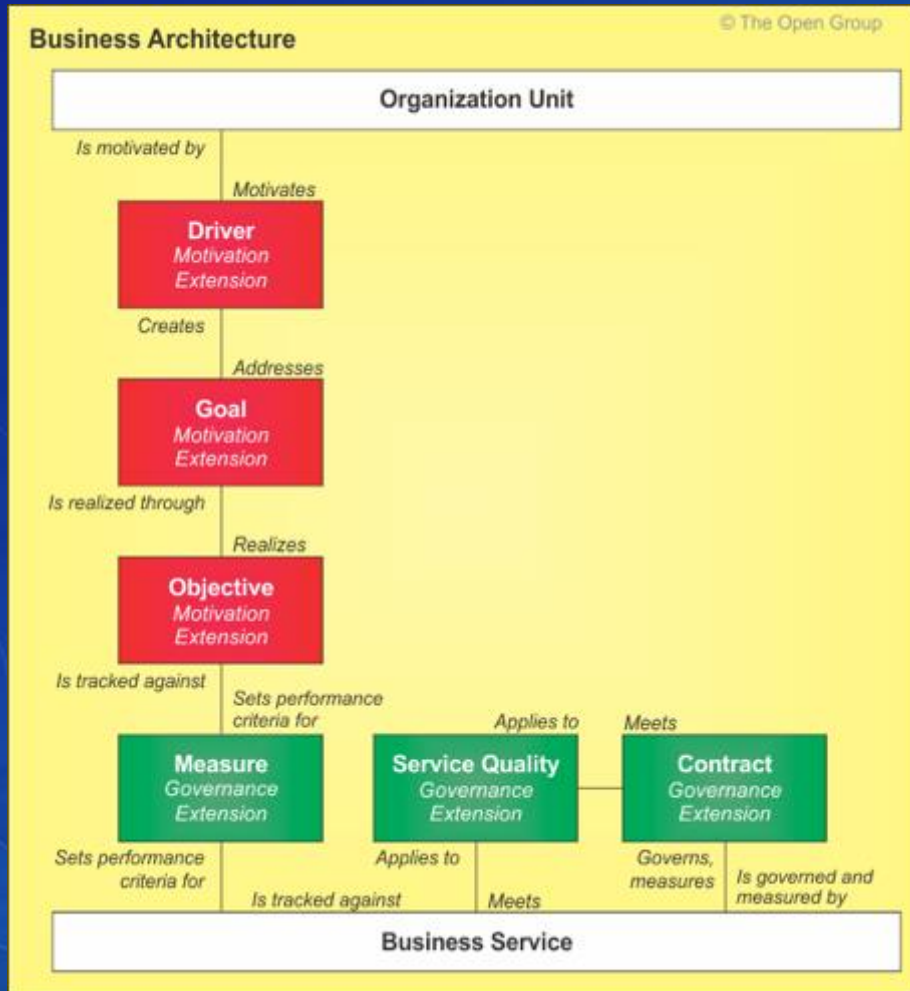 © The Open Group
Business Architecture
Organization Unit
Is motivated by
Motivates
Driver
Motivation
Extension
Creates
Addresses
Goal
Motivation
Extension
Is realized through
Realizes
Objective
Motivation
Extension
Is tracked against
Sets performance
criteria for
Applies to
Meets
Measure
Governance
Extension
Service Quality
Governance
Extension
Contract
Governance
Extension
Sets performance
criteria for
Is tracked against
Applies to
Meets
Governs,
measures
Is governed and
measured by
Business Service